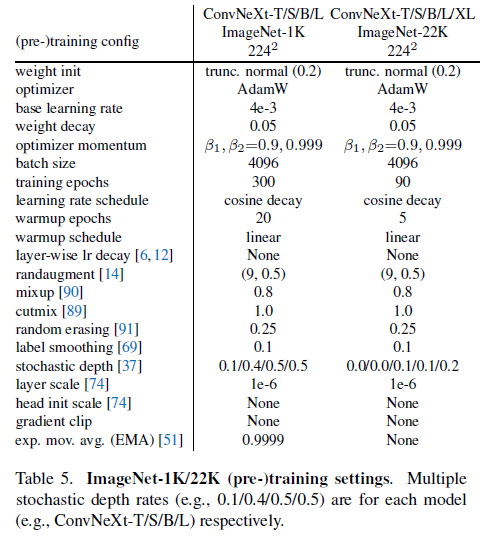 ConvNeXt-T/S/B/L ConvNeXt-T/S/B/L/XL
(pre-)training config ImageNet-1K ImageNet-22K
224² 224²
weight init trunc. normal (0.2) trunc. normal (0.2)
optimizer AdamW AdamW
base learning rate 4e-3 4e-3
weight decay 0.05 0.05
optimizer momentum β₁, β₂=0.9, 0.999 β₁, β₂=0.9, 0.999
batch size 4096 4096
training epochs 300 90
learning rate schedule cosine decay cosine decay
warmup epochs 20 5
warmup schedule linear linear
layer-wise lr decay [6, 12] None None
randaugment [14] (9, 0.5) (9, 0.5)
mixup [90] 0.8 0.8
cutmix [89] 1.0 1.0
random erasing [91] 0.25 0.25
label smoothing [69] 0.1 0.1
stochastic depth [37] 0.1/0.4/0.5/0.5 0.0/0.0/0.1/0.1/0.2
layer scale [74] 1e-6 1e-6
head init scale [74] None None
gradient clip None None
exp. mov. avg. (EMA) [51] 0.9999 None
Table 5. ImageNet-1K/22K (pre-)training settings. Multiple
stochastic depth rates (e.g., 0.1/0.4/0.5/0.5) are for each model
(e.g., ConvNeXt-T/S/B/L) respectively.